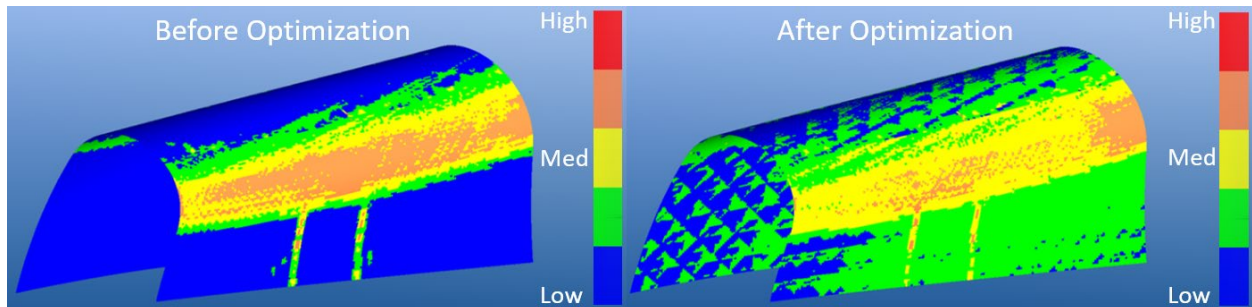 Before Optimization
High
Med
Low
After Optimization
High
Med
Low